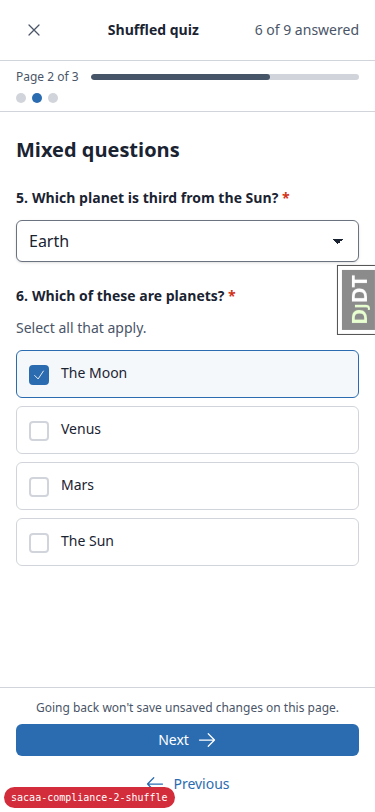 Shuffled quiz
6 of 9 answered
Page 2 of 3
Mixed questions
5. Which planet is third from the Sun? *
Earth
DJDT
6. Which of these are planets? *
Select all that apply.
The Moon
Venus
Mars
The Sun
Going back won't save unsaved changes on this page.
Next
Previous
sacaa-compliance-2-shuffle